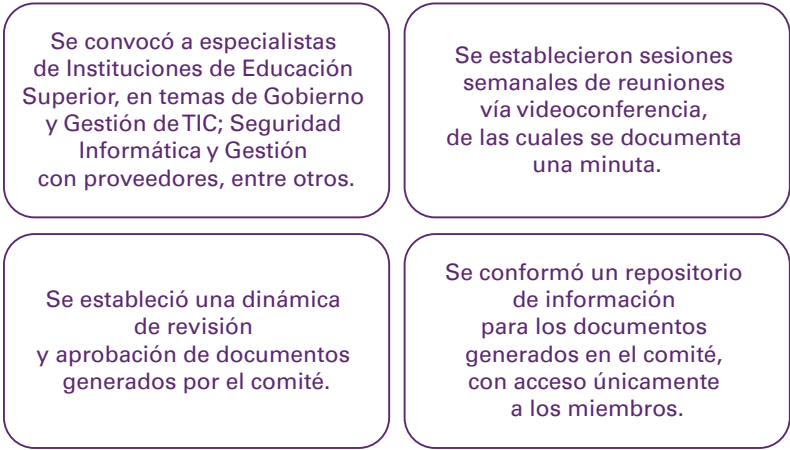 Se convocó a especialistas
de Instituciones de Educación
Superior, en temas de Gobierno
y Gestión de TIC; Seguridad
Informática y Gestión
con proveedores, entre otros.
Se establecieron sesiones
semanales de reuniones
vía videoconferencia,
de las cuales se documenta
una minuta.
Se estableció una dinámica
de revisión
y aprobación de documentos
generados por el comité.
Se conformó un repositorio
de información
para los documentos
generados en el comité,
con acceso únicamente
a los miembros.